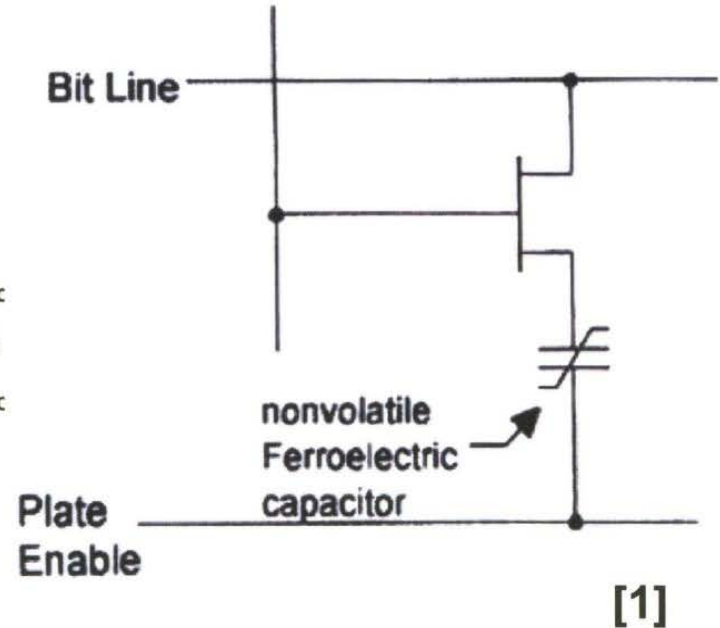 Bit Line
nonvolatile
Ferroelectric
capacitor
Plate
Enable
[1]